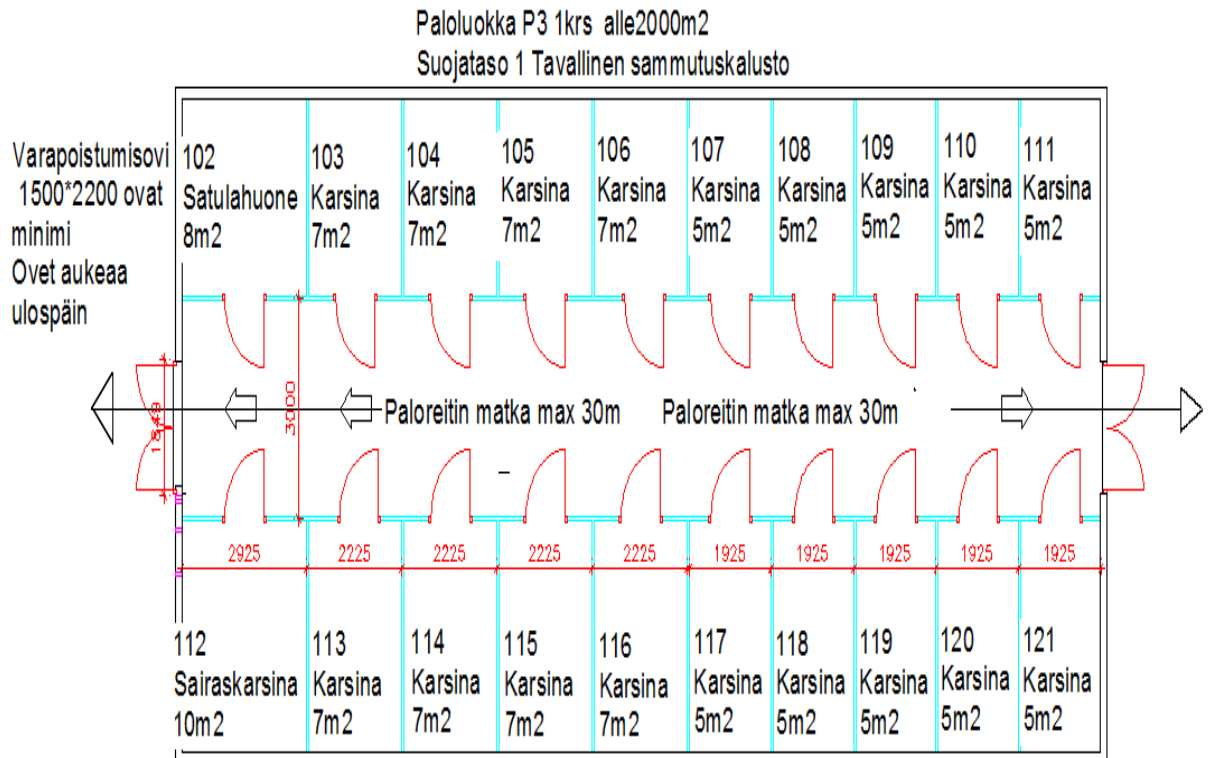 Paloluokka P3 1krs alle2000m2
Suojataso 1 Tavallinen sammutuskalusto
Varapoistumisovi
1500*2200 ovat
minimi
Ovet aukeaa
ulospäin
102
Satulahuone
8m2
103
Karsina
7m2
104
Karsina
7m2
105
Karsina
7m2
106
Karsina
7m2
107
Karsina
5m2
108
Karsina
5m2
109
Karsina
5m2
110
Karsina
5m2
111
Karsina
5m2
3000
Paloreitin matka max 30m
Paloreitin matka max 30m
2925
2225
2225
2225
2225
1925
1925
1925
1925
1925
112
Sairaskarsina
10m2
113
Karsina
7m2
114
Karsina
7m2
115
Karsina
7m2
116
Karsina
7m2
117
Karsina
5m2
118
Karsina
5m2
119
Karsina
5m2
120
Karsina
5m2
121
Karsina
5m2